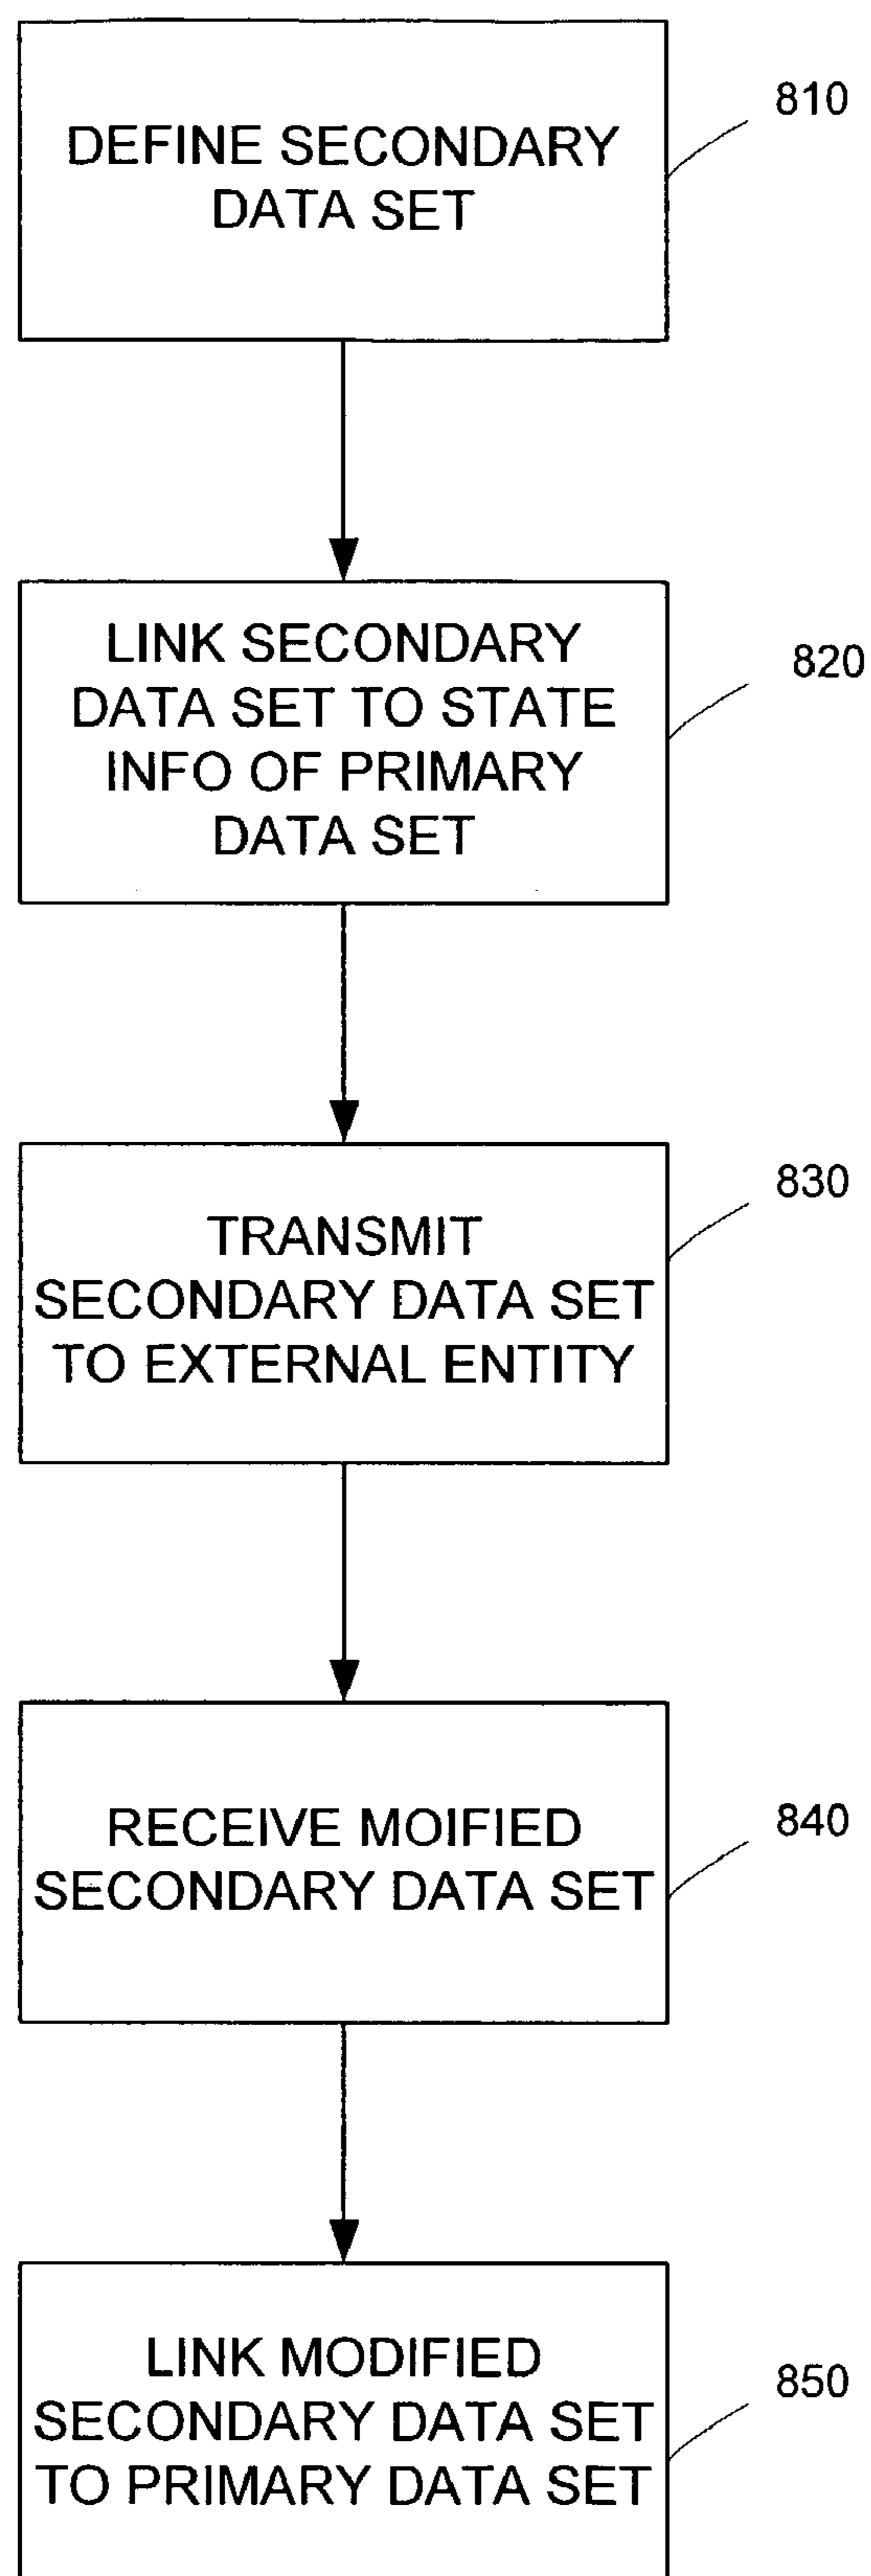 DEFINE SECONDARY
DATA SET
810
LINK SECONDARY
DATA SET TO STATE
INFO OF PRIMARY
DATA SET
820
TRANSMIT
SECONDARY DATA SET
TO EXTERNAL ENTITY
830
RECEIVE MOIFIED
SECONDARY DATA SET
840
LINK MODIFIED
SECONDARY DATA SET
TO PRIMARY DATA SET
850